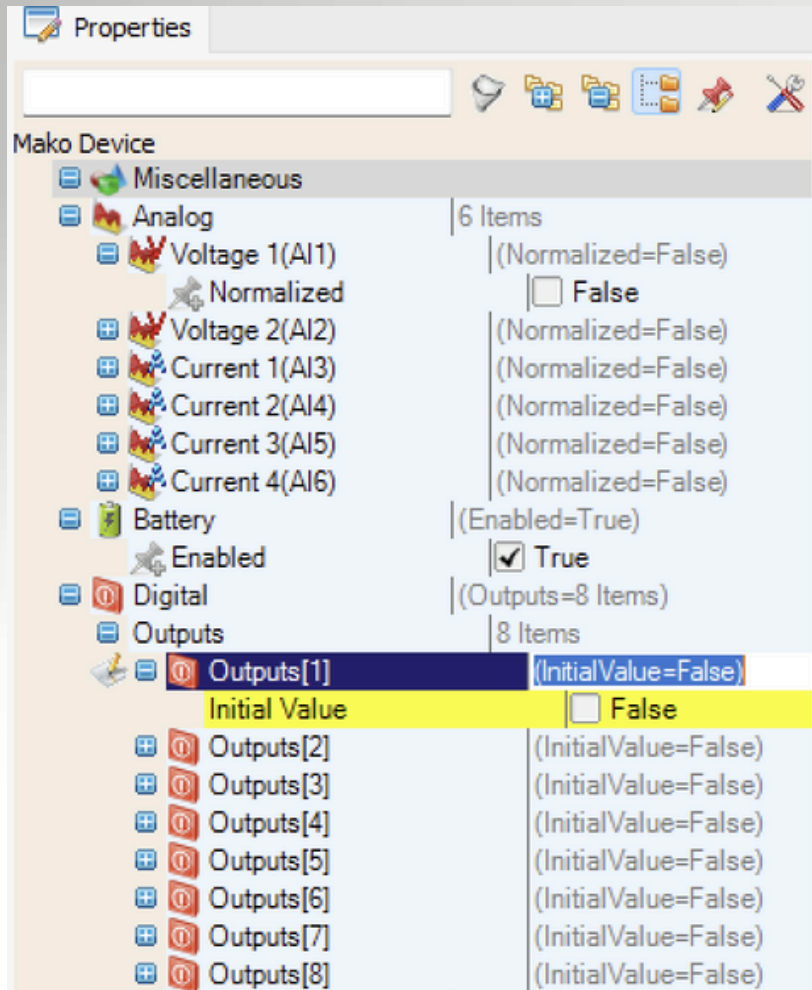 Properties
Mako Device
Miscellaneous
Analog 6 Items
Voltage 1(AI1) (Normalized=False)
Normalized False
Voltage 2(AI2) (Normalized=False)
Current 1(AI3) (Normalized=False)
Current 2(AI4) (Normalized=False)
Current 3(AI5) (Normalized=False)
Current 4(AI6) (Normalized=False)
Battery (Enabled=True)
Enabled True
Digital (Outputs=8 Items)
Outputs 8 Items
Outputs[1] (InitialValue=False)
Initial Value False
Outputs[2] (InitialValue=False)
Outputs[3] (InitialValue=False)
Outputs[4] (InitialValue=False)
Outputs[5] (InitialValue=False)
Outputs[6] (InitialValue=False)
Outputs[7] (InitialValue=False)
Outputs[8] (InitialValue=False)